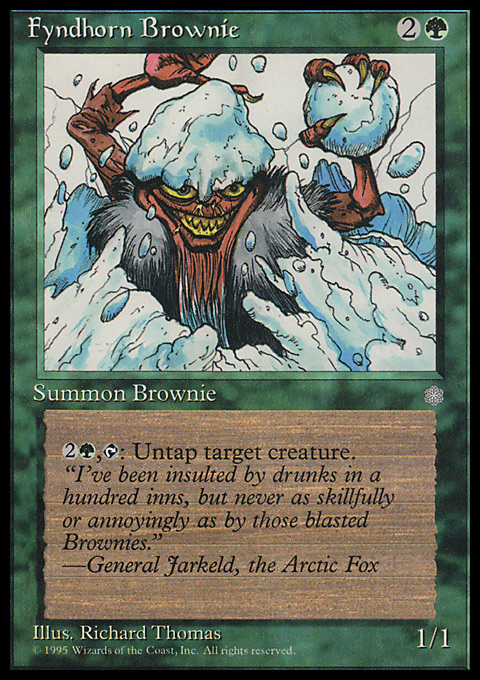 Fyndhorn Brownie 2
Summon Brownie
2, : Untap target creature.
“I’ve been insulted by drunks in a
hundred inns, but never as skillfully
or annoyingly as by those blasted
Brownies.”
—General Jarkeld, the Arctic Fox
Illus. Richard Thomas
1/1
© 1995 Wizards of the Coast, Inc. All rights reserved.